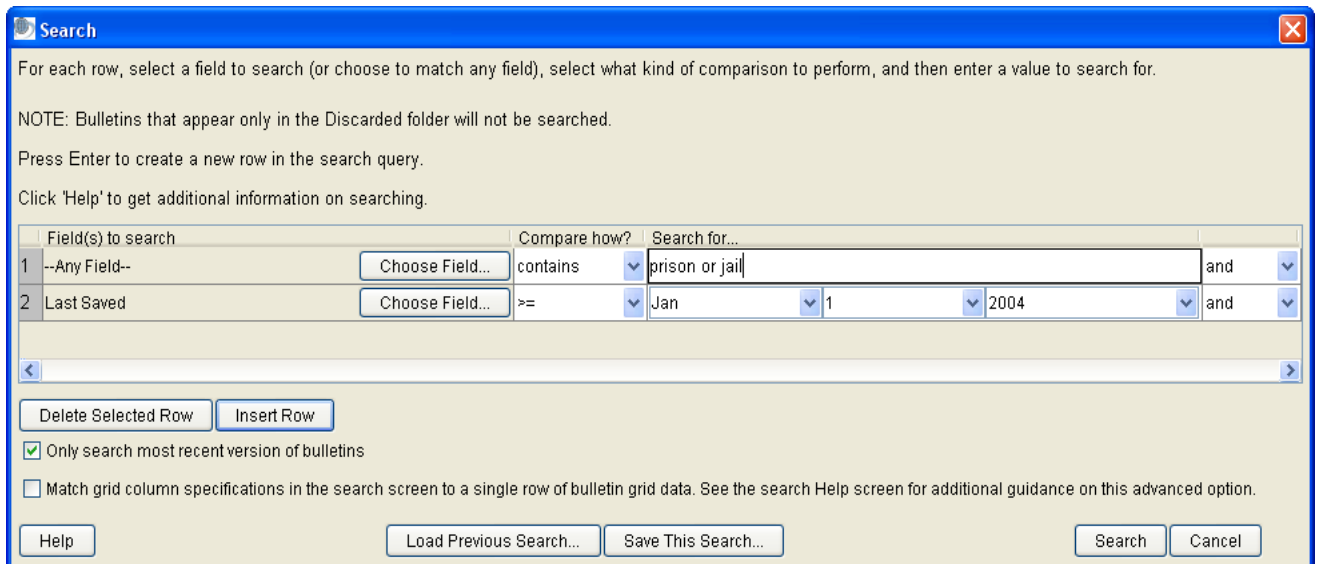 Search
For each row, select a field to search (or choose to match any field), select what kind of comparison to perform, and then enter a value to search for.
NOTE: Bulletins that appear only in the Discarded folder will not be searched.
Press Enter to create a new row in the search query.
Click 'Help' to get additional information on searching.
Field(s) to search Compare how? Search for...
1 --Any Field-- Choose Field... contains prison or jail and
2 Last Saved Choose Field... >= Jan 1 2004 and
Delete Selected Row Insert Row
Only search most recent version of bulletins
Match grid column specifications in the search screen to a single row of bulletin grid data. See the search Help screen for additional guidance on this advanced option.
Help Load Previous Search... Save This Search... Search Cancel